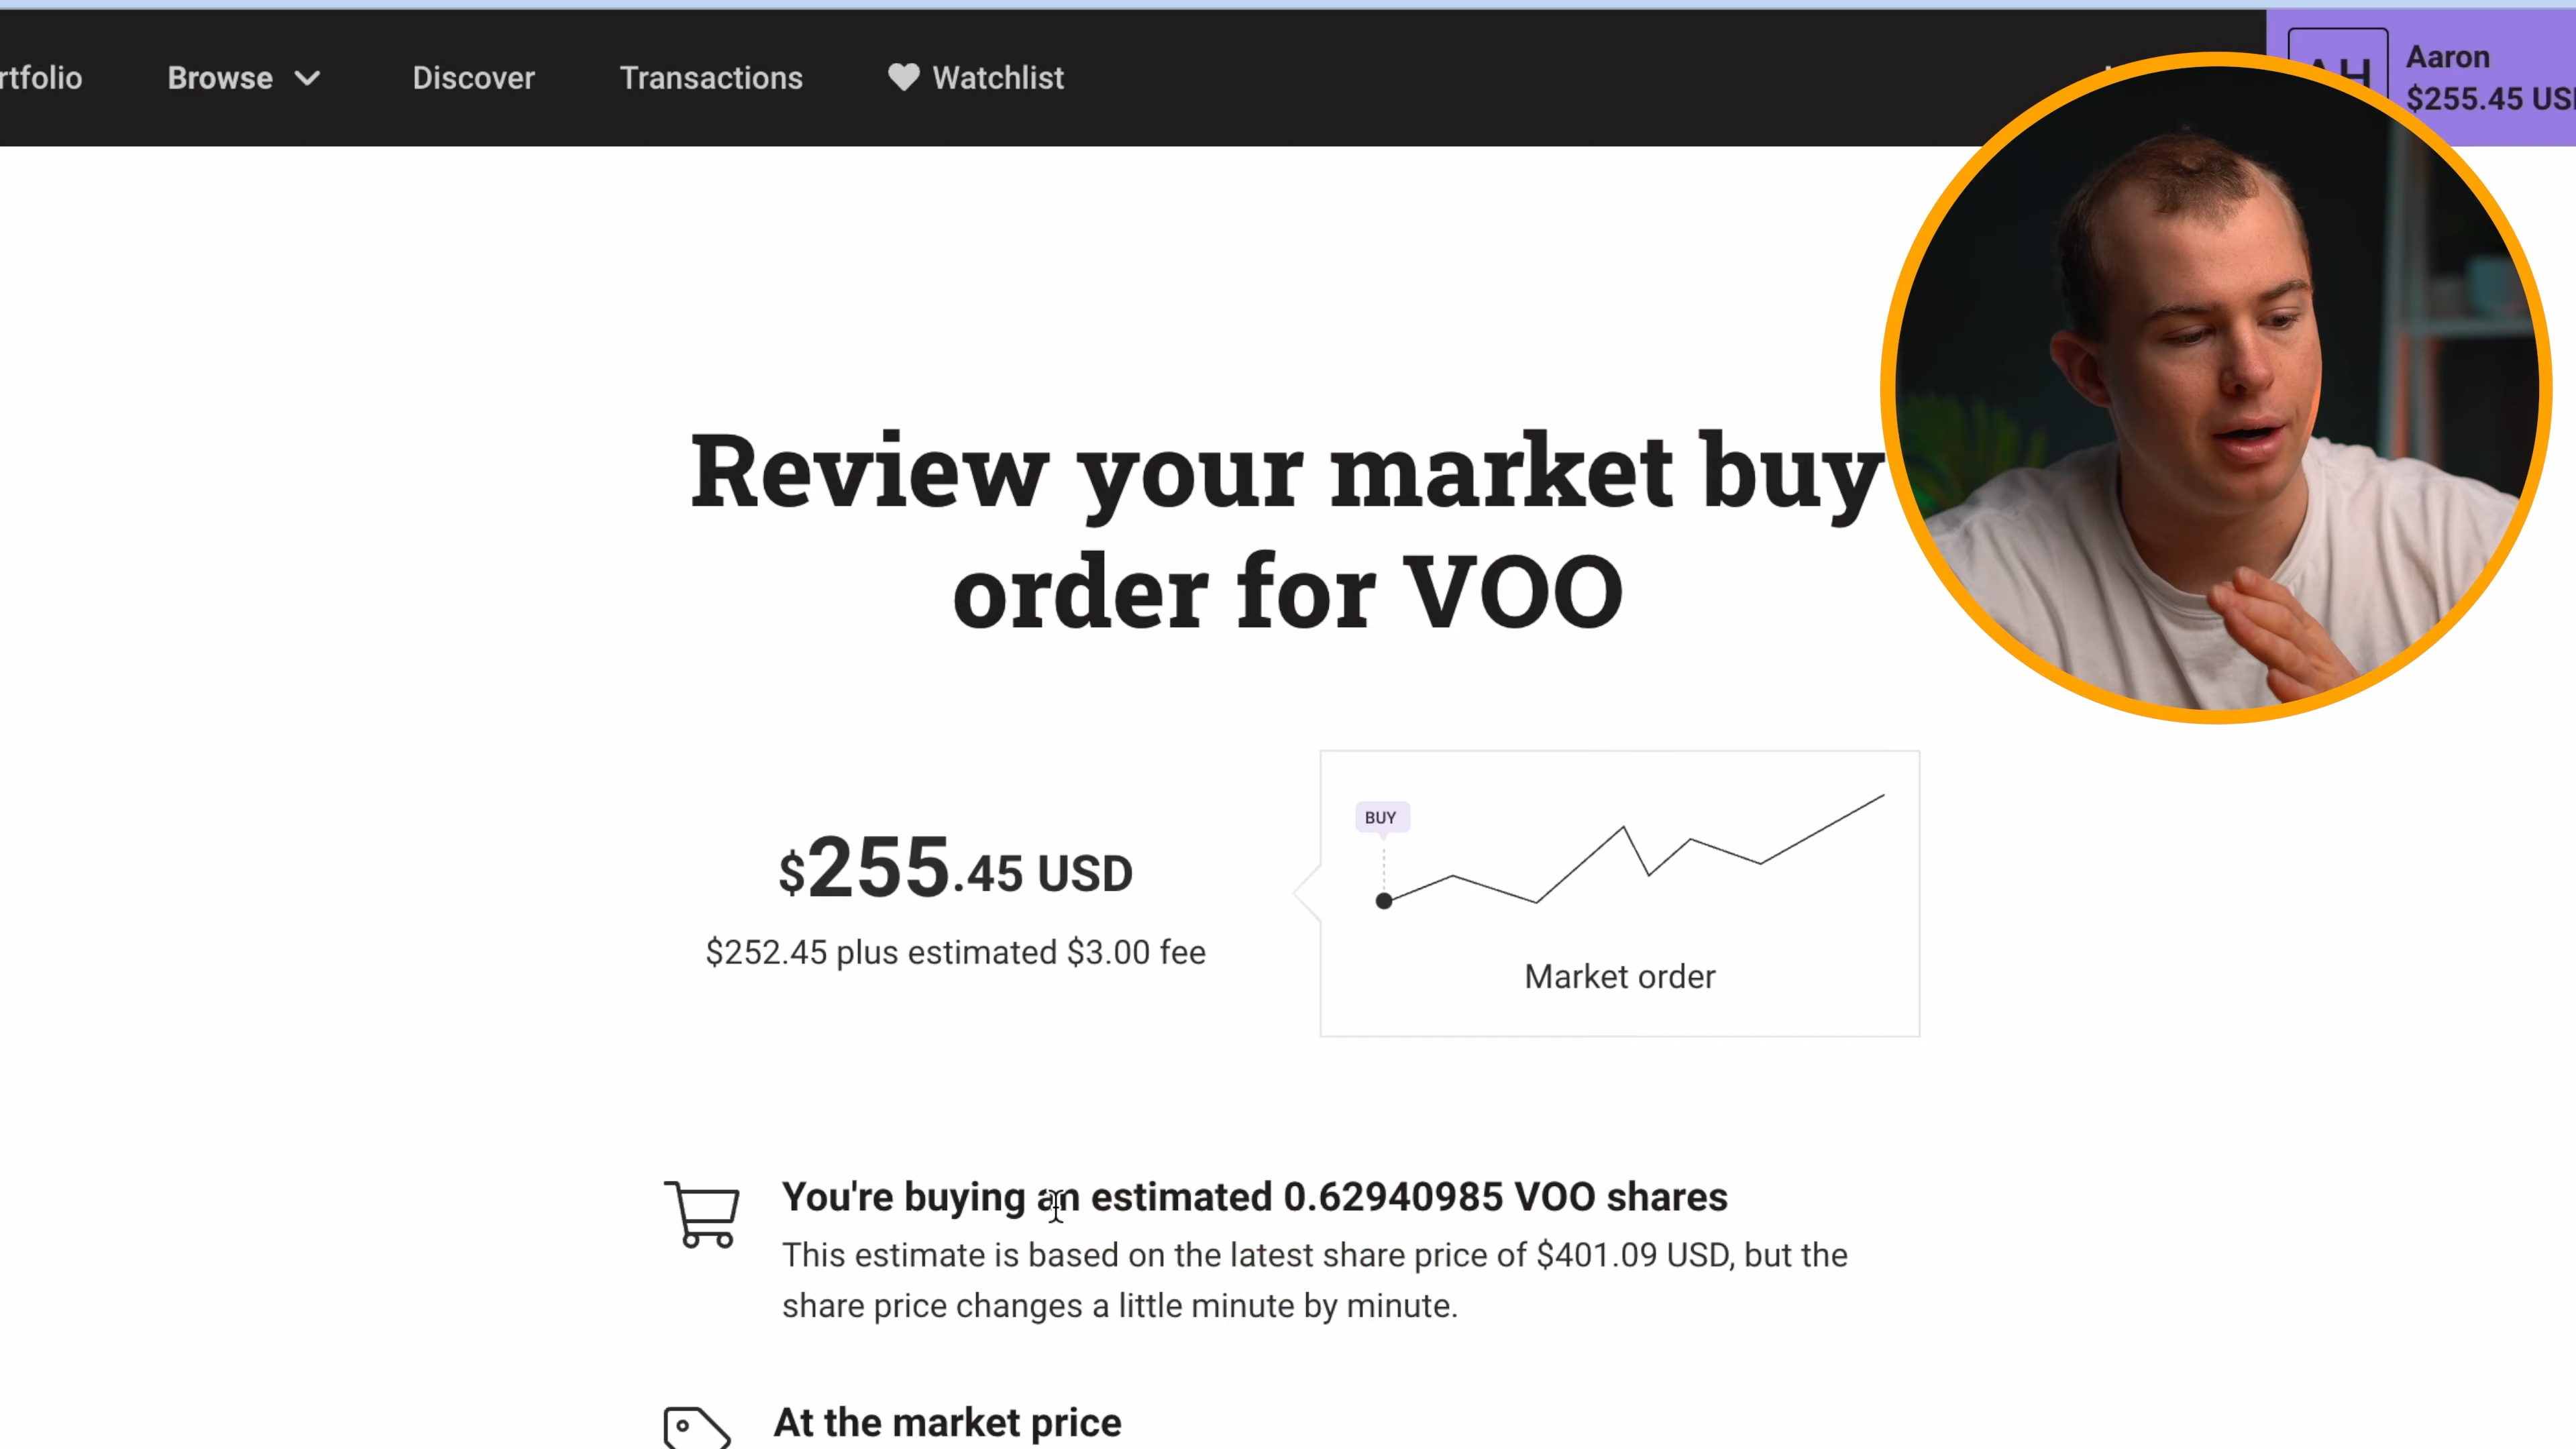 Browse
Discover
Transactions
Watchlist
Aaron
$255.45
Review your market buy
order for VOO
$255.45 USD
$252.45 plus estimated $3.00 fee
BUY
Market order
You're buying an estimated 0.62940985 VOO shares
This estimate is based on the latest share price of $401.09 USD, but the
share price changes a little minute by minute.
At the market price